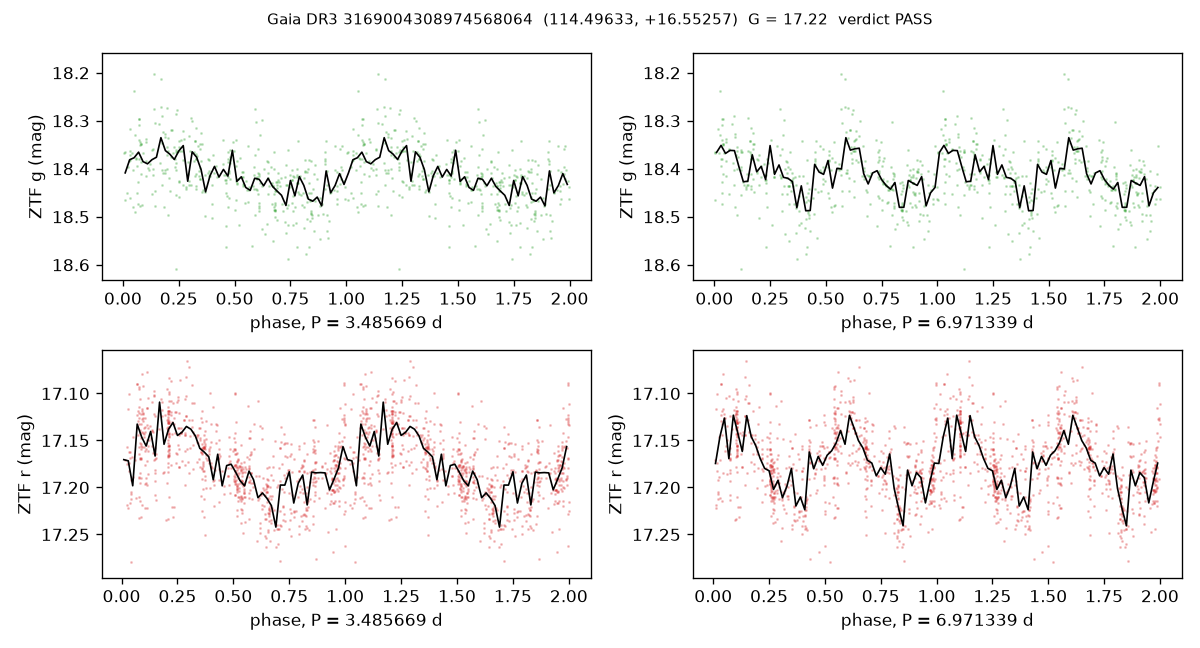 Gaia DR3 3169004308974568064 (114.49633, +16.55257) G = 17.22 verdict PASS
ZTF g (mag)
18.2
18.3
18.4
18.5
18.6
0.00 0.25 0.50 0.75 1.00 1.25 1.50 1.75 2.00
phase, P = 3.485669 d
ZTF g (mag)
18.2
18.3
18.4
18.5
18.6
0.00 0.25 0.50 0.75 1.00 1.25 1.50 1.75 2.00
phase, P = 6.971339 d
ZTF r (mag)
17.10
17.15
17.20
17.25
0.00 0.25 0.50 0.75 1.00 1.25 1.50 1.75 2.00
phase, P = 3.485669 d
ZTF r (mag)
17.10
17.15
17.20
17.25
0.00 0.25 0.50 0.75 1.00 1.25 1.50 1.75 2.00
phase, P = 6.971339 d